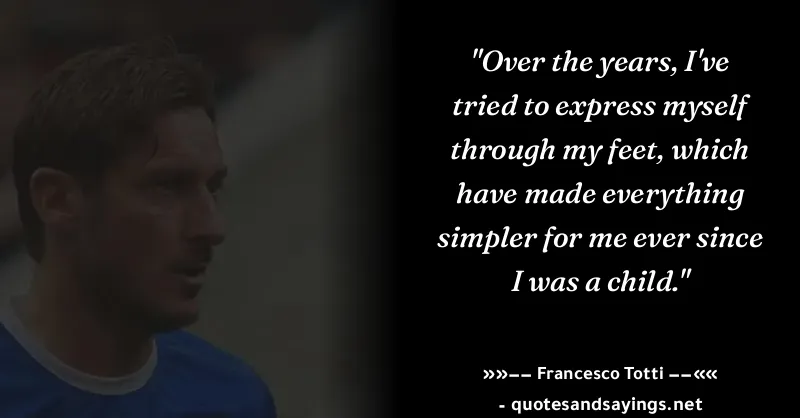 "Over the years, I've
tried to express myself
through my feet, which
have made everything
simpler for me ever since
I was a child."
»»-- Francesco Totti --««
- quotesandsayings.net